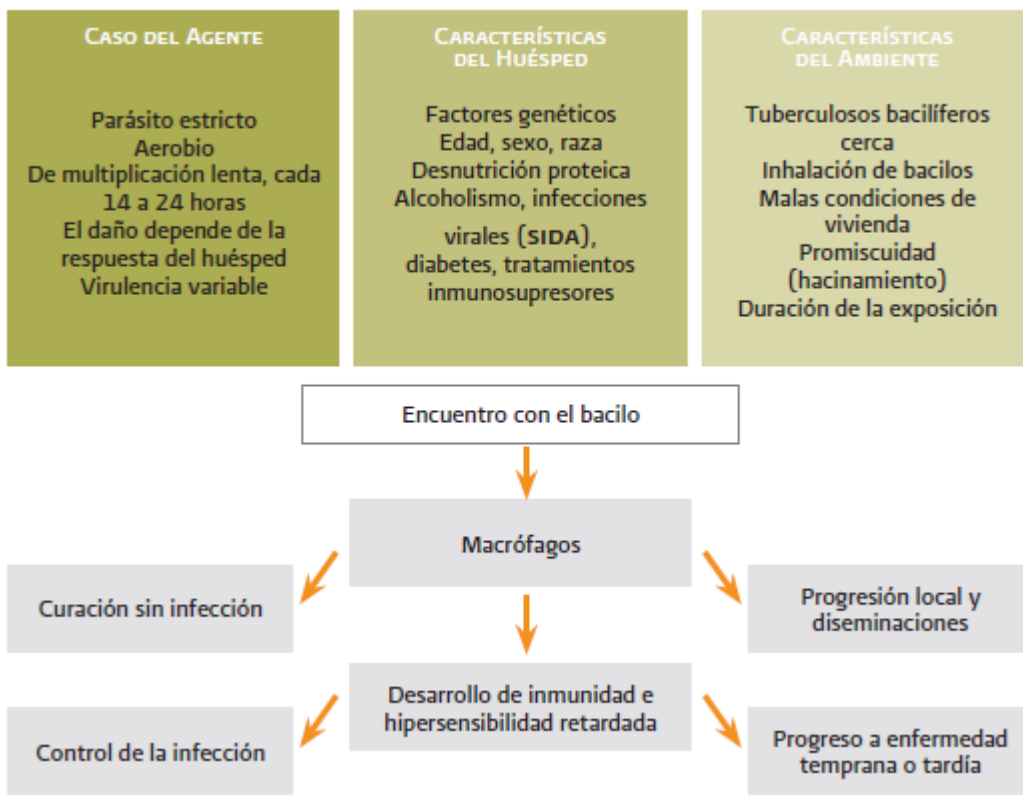 CASO DEL AGENTE
Parásito estricto
Aerobio
De multiplicación lenta, cada
14 a 24 horas
El daño depende de la
respuesta del huésped
Virulencia variable
CARACTERÍSTICAS
DEL HUÉSPED
Factores genéticos
Edad, sexo, raza
Desnutrición proteica
Alcoholismo, infecciones
virales (SIDA),
diabetes, tratamientos
inmunosupresores
CARACTERÍSTICAS
DEL AMBIENTE
Tuberculosos bacilíferos
cerca
Inhalación de bacilos
Malas condiciones de
vivienda
Promiscuidad
(hacinamiento)
Duración de la exposición
Encuentro con el bacilo
Macrófagos
Curación sin infección
Progresión local y
diseminaciones
Desarrollo de inmunidad e
hipersensibilidad retardada
Control de la infección
Progreso a enfermedad
temprana o tardía